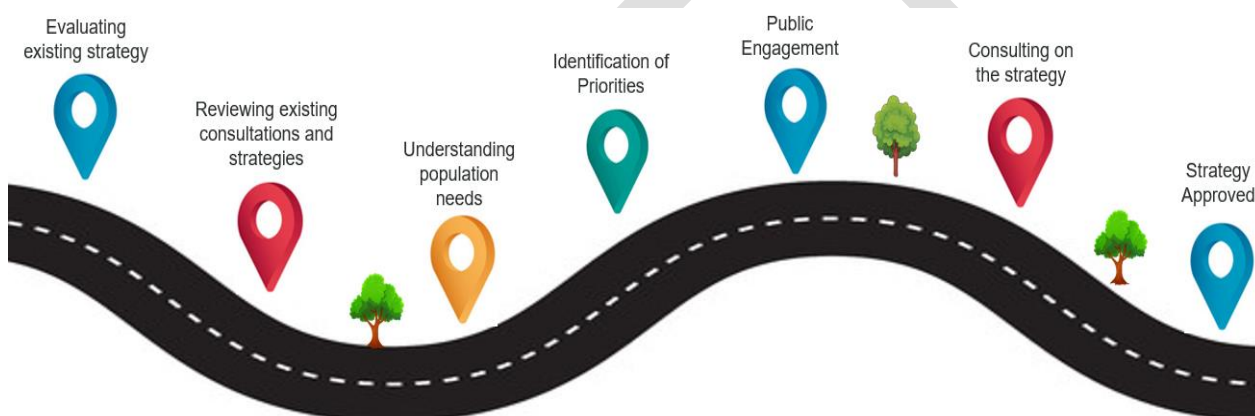 Evaluating
existing strategy
Reviewing existing
consultations and
strategies
Understanding
population
needs
Identification of
Priorities
Public
Engagement
Consulting on
the strategy
Strategy
Approved